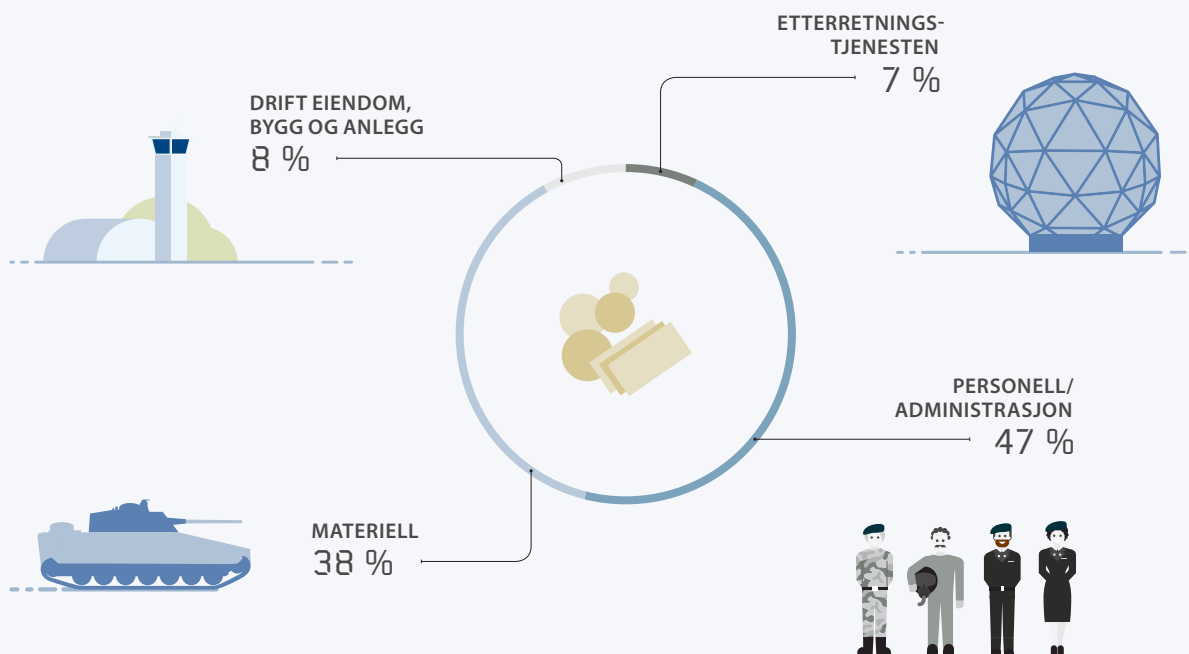 ETTERRETNINGS-
TJENESTEN
7 %
DRIFT EIENDOM,
BYGG OG ANLEGG
8 %
PERSONELL/
ADMINISTRASJON
47 %
MATERIELL
38 %